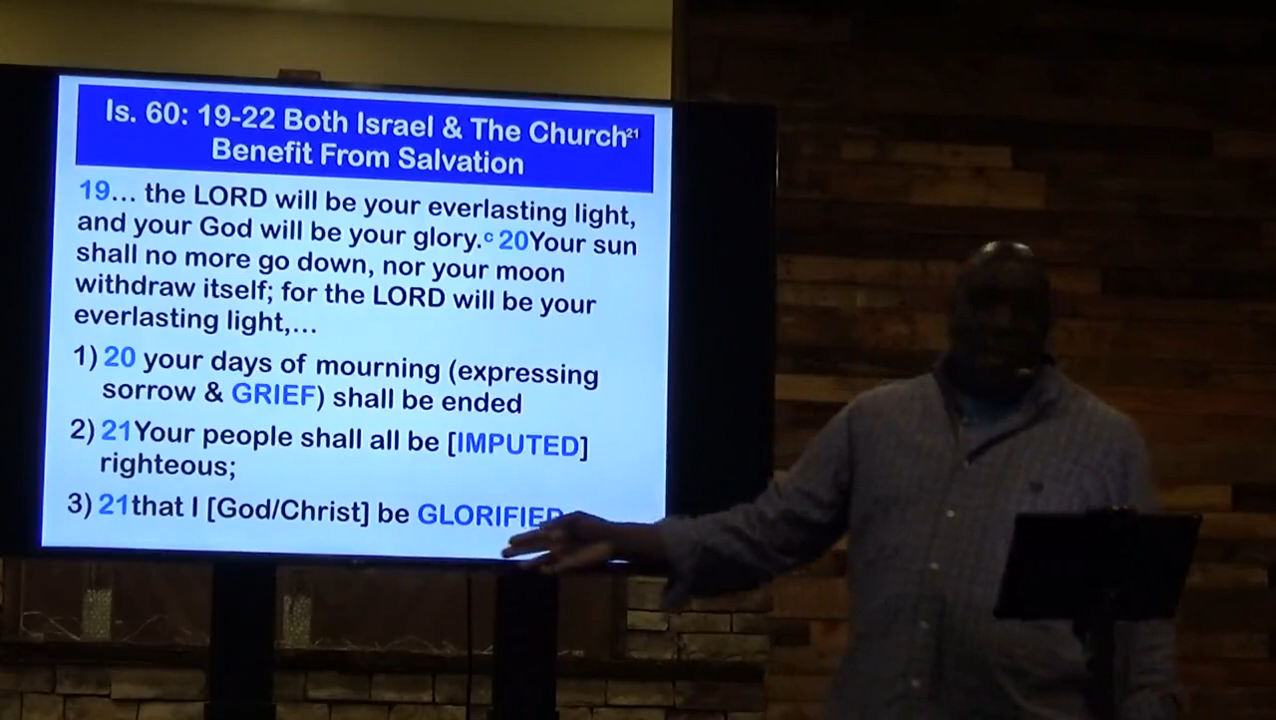 Is. 60: 19-22 Both Israel & The Church²¹
Benefit From Salvation
19... the LORD will be your everlasting light,
and your God will be your glory.ᶜ 20Your sun
shall no more go down, nor your moon
withdraw itself; for the LORD will be your
everlasting light,...
1) 20 your days of mourning (expressing
sorrow & GRIEF) shall be ended
2) 21Your people shall all be [IMPUTED]
righteous;
3) 21that I [God/Christ] be GLORIFIED